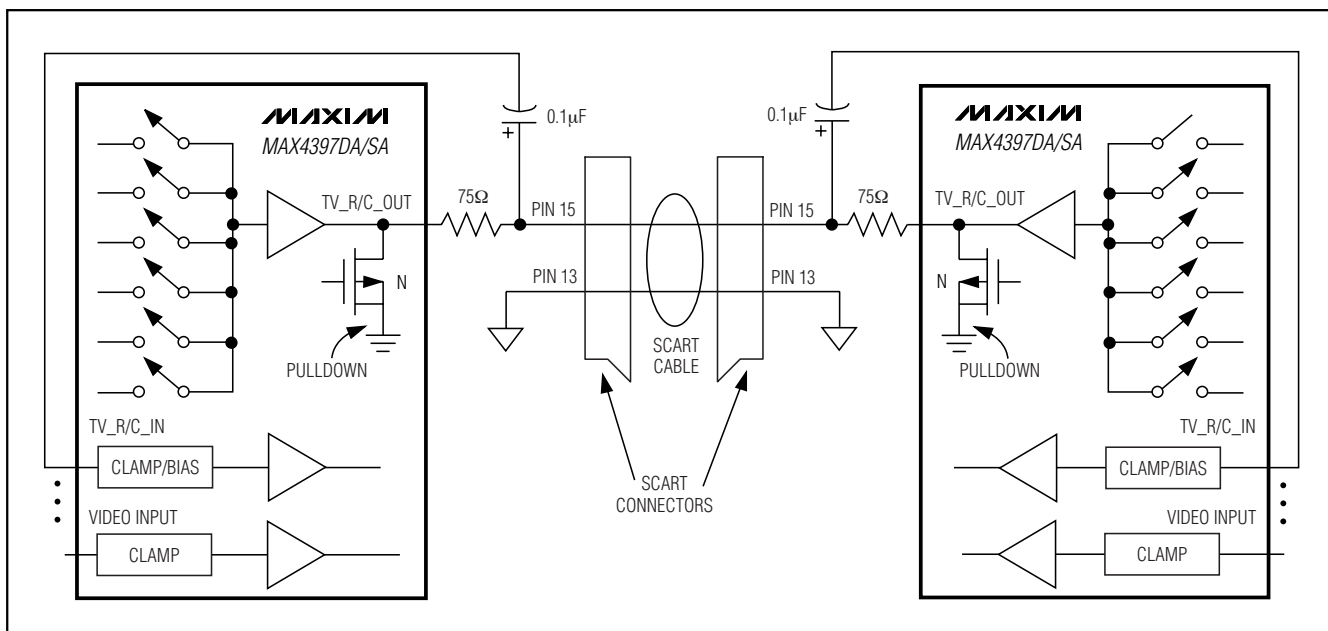 MAXIM
MAX4397DA/SA
TV_R/C_OUT
N
PULLDOWN
TV_R/C_IN
CLAMP/BIAS
VIDEO INPUT
CLAMP
75Ω
0.1µF
+
PIN 15
PIN 13
SCART
CABLE
SCART
CONNECTORS
PIN 15
PIN 13
0.1µF
+
75Ω
MAXIM
MAX4397DA/SA
TV_R/C_OUT
N
PULLDOWN
TV_R/C_IN
CLAMP/BIAS
VIDEO INPUT
CLAMP